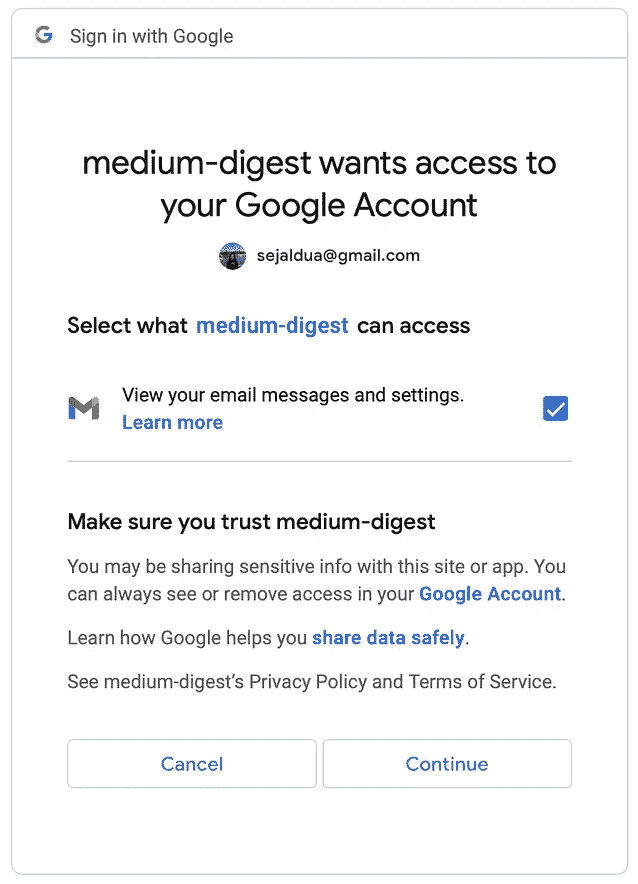 Sign in with Google
medium-digest wants access to
your Google Account
sejaldua@gmail.com
Select what medium-digest can access
View your email messages and settings.
Learn more
Make sure you trust medium-digest
You may be sharing sensitive info with this site or app. You
can always see or remove access in your Google Account.
Learn how Google helps you share data safely.
See medium-digest’s Privacy Policy and Terms of Service.
Cancel
Continue